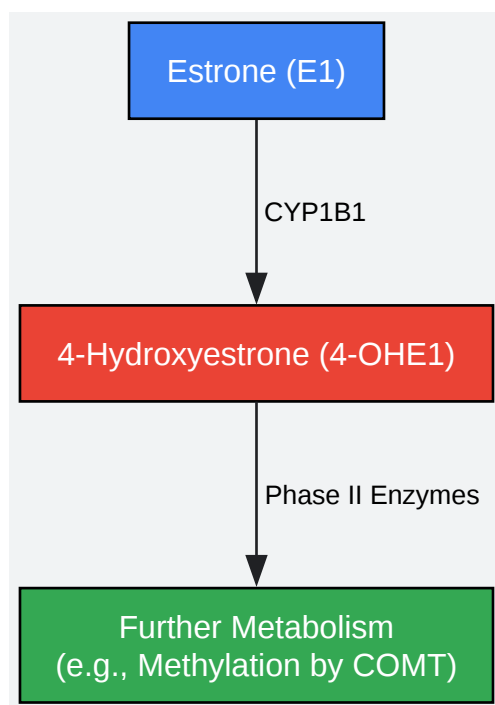 Estrone (E1)
CYP1B1
4-Hydroxyestrone (4-OHE1)
Phase II Enzymes
Further Metabolism
(e.g., Methylation by COMT)